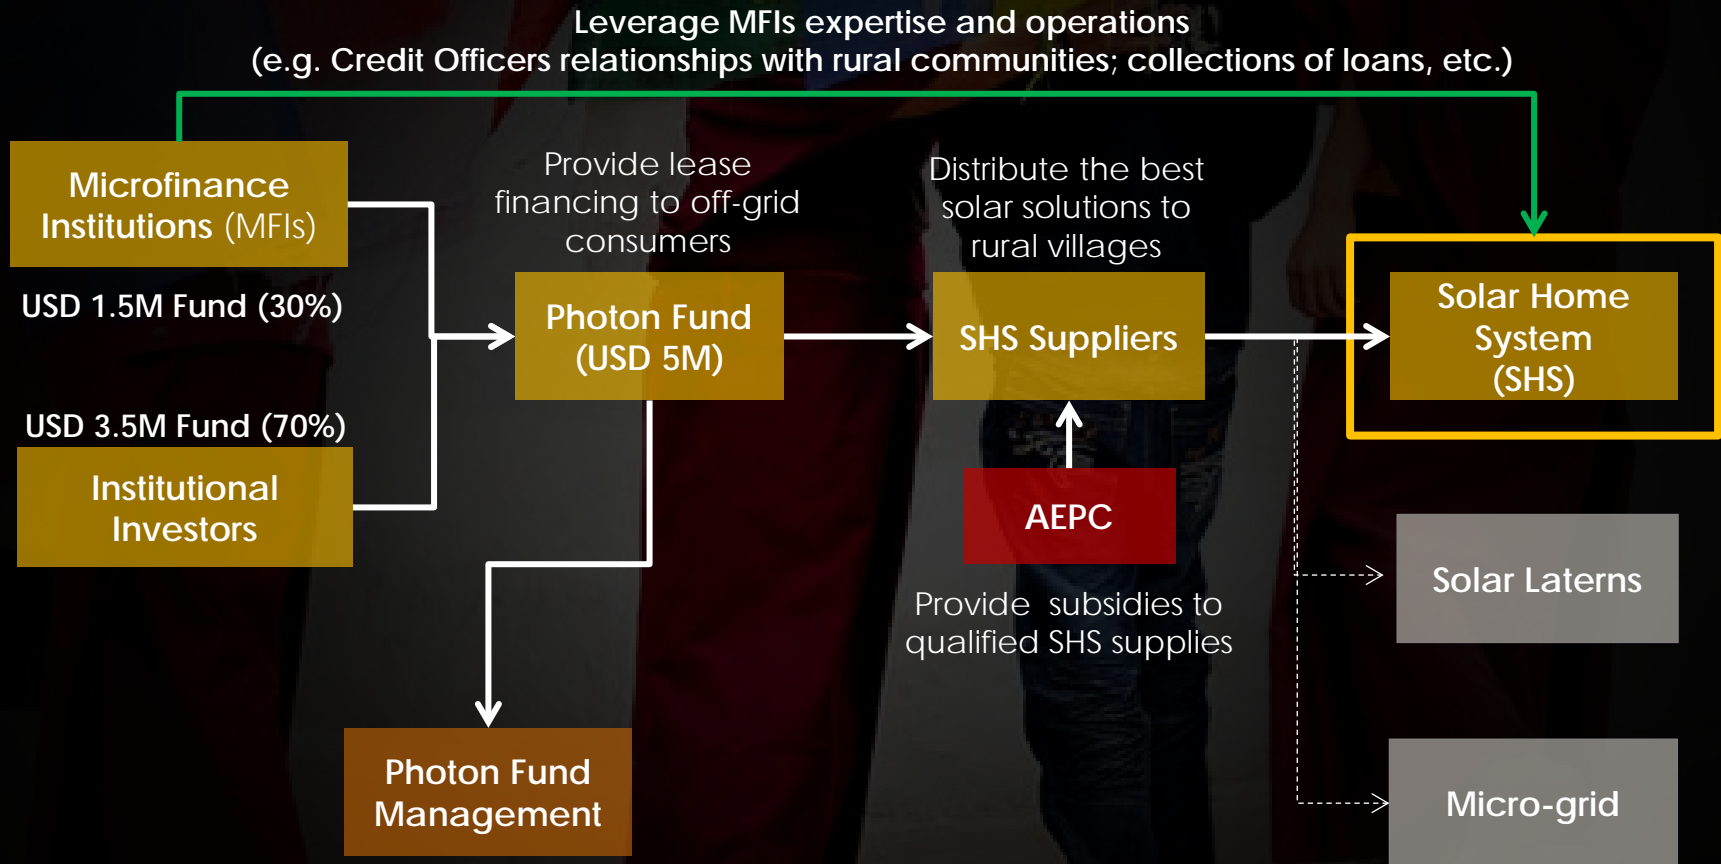 Leverage MFIs expertise and operations
(e.g. Credit Officers relationships with rural communities; collections of loans, etc.)
Microfinance
Institutions (MFIs)
USD 1.5M Fund (30%)
USD 3.5M Fund (70%)
Institutional
Investors
Provide lease
financing to off-grid
consumers
Photon Fund
(USD 5M)
Photon Fund
Management
Distribute the best
solar solutions to
rural villages
SHS Suppliers
AEPC
Provide subsidies to
qualified SHS supplies
Solar Home
System
(SHS)
Solar Laterns
Micro-grid